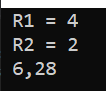 R1 = 4
R2 = 2
6,28